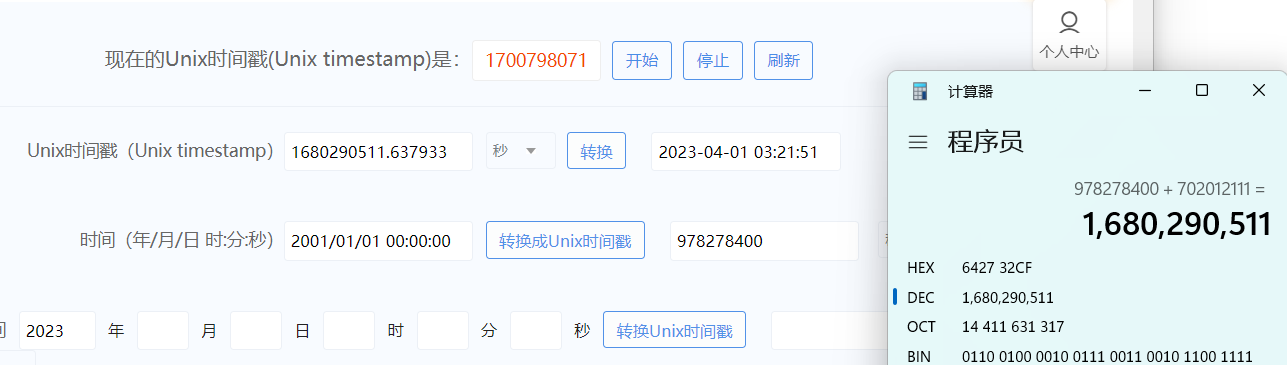 现在的Unix时间戳(Unix timestamp)是： 1700798071 开始 停止 刷新
个人中心
Unix时间戳（Unix timestamp） 1680290511.637933 秒 转换 2023-04-01 03:21:51
时间（年/月/日 时:分:秒） 2001/01/01 00:00:00 转换成Unix时间戳 978278400
2023 年 月 日 时 分 秒 转换Unix时间戳
计算器
程序员
978278400 + 702012111 =
1,680,290,511
HEX 6427 32CF
DEC 1,680,290,511
OCT 14 411 631 317
BIN 0110 0100 0010 0111 0011 0010 1100 1111